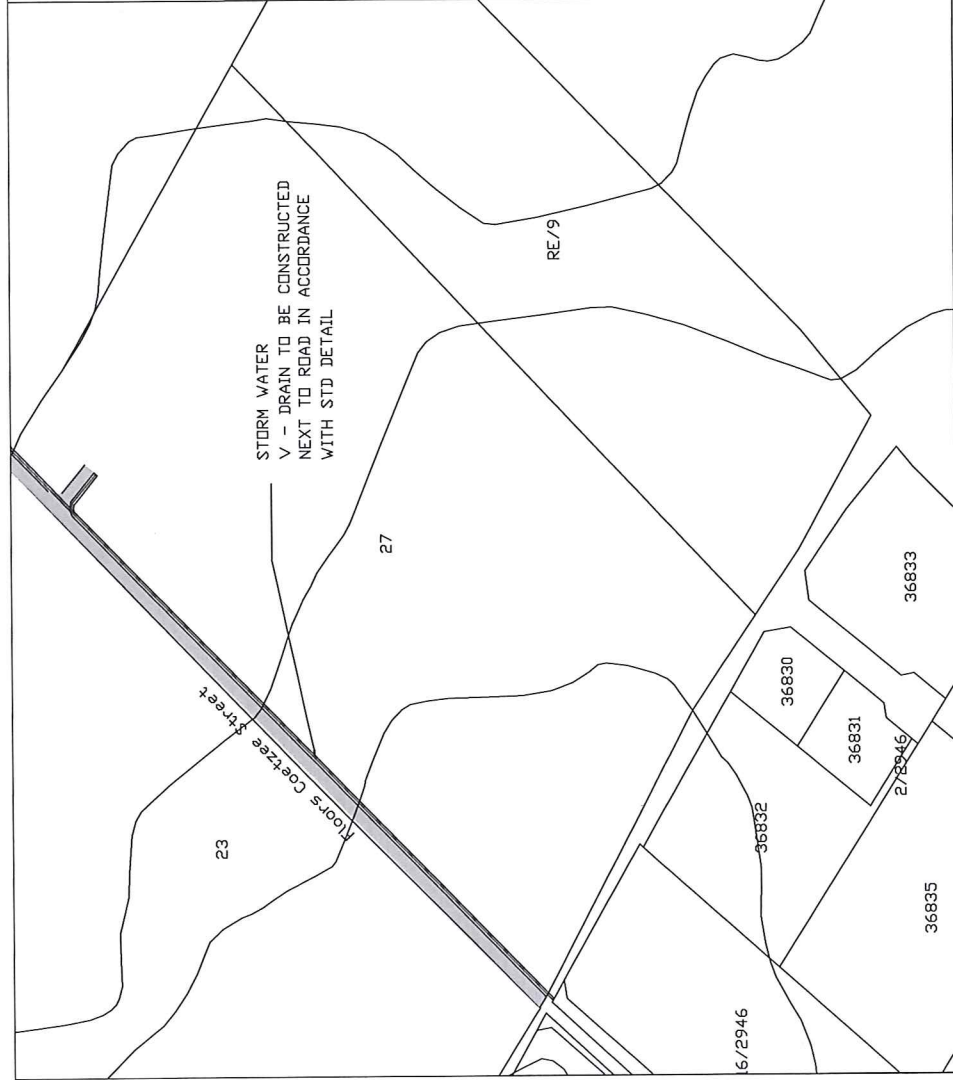 STORM WATER
V - DRAIN TO BE CONSTRUCTED
NEXT TO ROAD IN ACCORDANCE
WITH STD DETAIL
RE/9
27
Floors Coetzee Street
23
36833
36830
36831
2/2946
36832
36835
16/2946